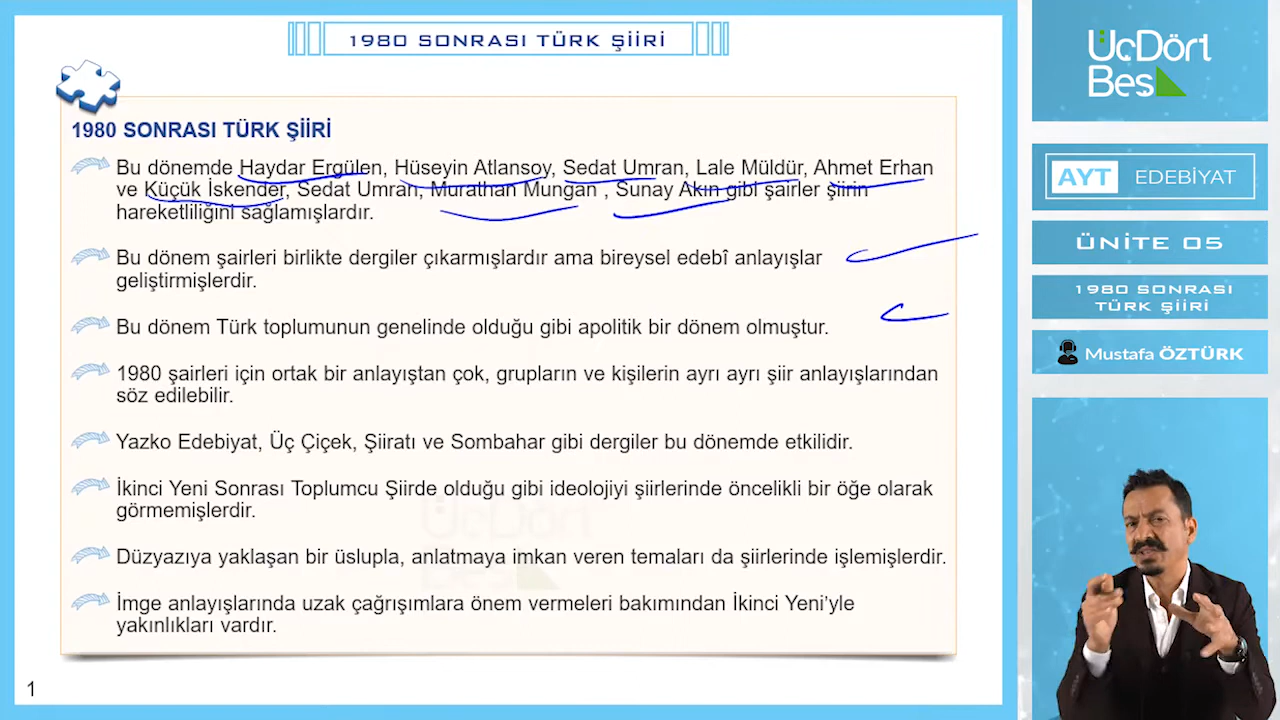 1980 SONRASI TÜRK ŞİİRİ
1980 SONRASI TÜRK ŞİİRİ
Bu dönemde Haydar Ergülen, Hüseyin Atlansoy, Sedat Umran, Lale Müldür, Ahmet Erhan
ve Küçük İskender, Sedat Umran, Murathan Mungan , Sunay Akın gibi şairler şiirin
hareketliliğini sağlamışlardır.
Bu dönem şairleri birlikte dergiler çıkarmışlardır ama bireysel edebî anlayışlar
geliştirmişlerdir.
Bu dönem Türk toplumunun genelinde olduğu gibi apolitik bir dönem olmuştur.
1980 şairleri için ortak bir anlayıştan çok, grupların ve kişilerin ayrı ayrı şiir anlayışlarından
söz edilebilir.
Yazko Edebiyat, Üç Çiçek, Şiiratı ve Sombahar gibi dergiler bu dönemde etkilidir.
İkinci Yeni Sonrası Toplumcu Şiirde olduğu gibi ideolojiyi şiirlerinde öncelikli bir öğe olarak
görmemişlerdir.
Düzyazıya yaklaşan bir üslupla, anlatmaya imkan veren temaları da şiirlerinde işlemişlerdir.
İmge anlayışlarında uzak çağrışımlara önem vermeleri bakımından İkinci Yeni'yle
yakınlıkları vardır.
1
ÜçDört
Beş
AYT EDEBİYAT
ÜNİTE 05
1980 SONRASI
TÜRK ŞİİRİ
Mustafa ÖZTÜRK
ÜçDört
Beş